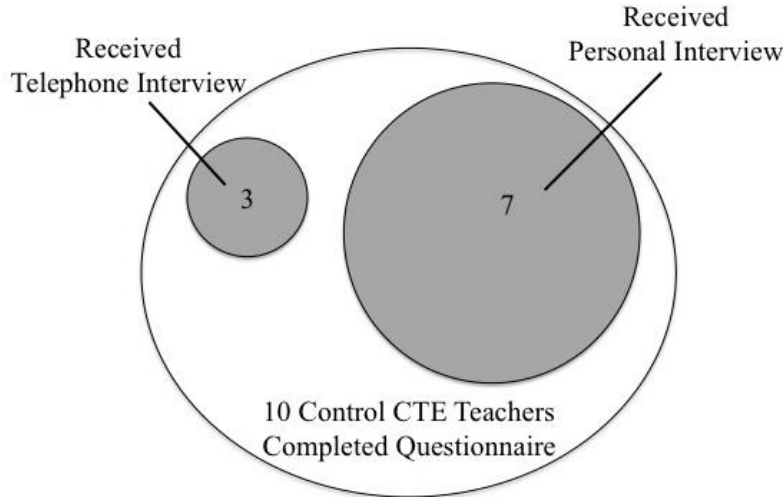 Received
Telephone Interview
Received
Personal Interview
3
7
10 Control CTE Teachers
Completed Questionnaire